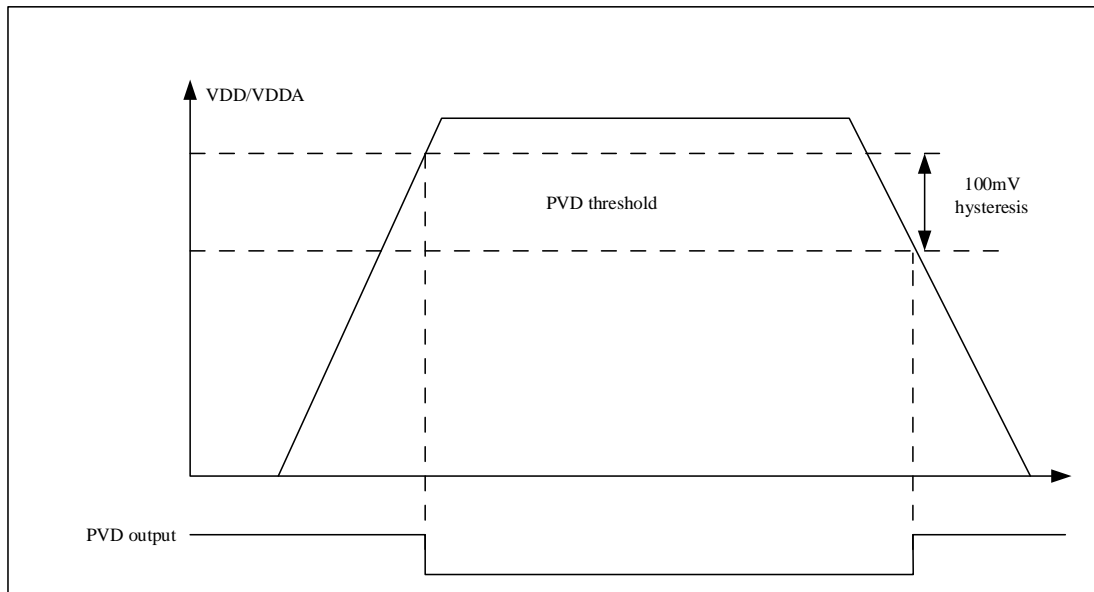 VDD/VDDA
PVD threshold
100mV
hysteresis
PVD output